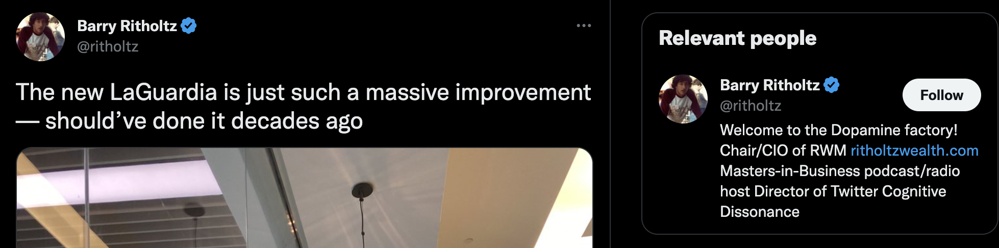 Barry Ritholtz
@ritholtz
The new LaGuardia is just such a massive improvement
— should’ve done it decades ago
Relevant people
Barry Ritholtz
@ritholtz
Follow
Welcome to the Dopamine factory!
Chair/CIO of RWM ritholtzwealth.com
Masters-in-Business podcast/radio
host Director of Twitter Cognitive
Dissonance